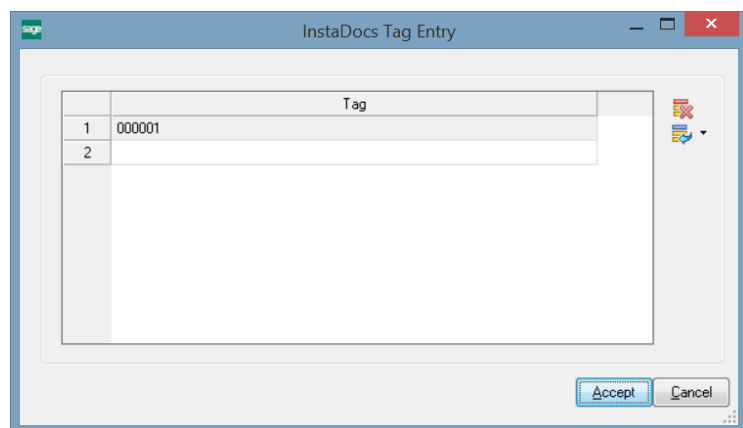 sage
InstaDocs Tag Entry
Tag
1 000001
2
Accept Cancel